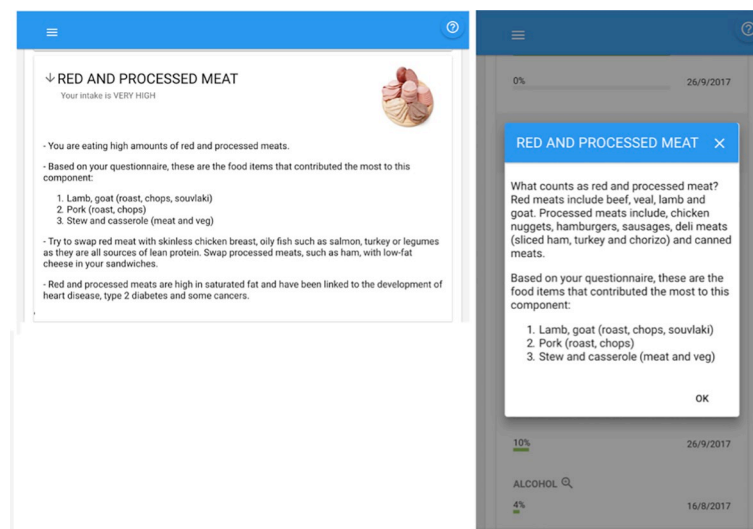 RED AND PROCESSED MEAT
Your intake is VERY HIGH
- You are eating high amounts of red and processed meats.
- Based on your questionnaire, these are the food items that contributed the most to this
component:
1. Lamb, goat (roast, chops, souvlaki)
2. Pork (roast, chops)
3. Stew and casserole (meat and veg)
- Try to swap red meat with skinless chicken breast, oily fish such as salmon, turkey or legumes
as they are all sources of lean protein. Swap processed meats, such as ham, with low-fat
cheese in your sandwiches.
- Red and processed meats are high in saturated fat and have been linked to the development of
heart disease, type 2 diabetes and some cancers.
0% 26/9/2017
RED AND PROCESSED MEAT
What counts as red and processed meat?
Red meats include beef, veal, lamb and
goat. Processed meats include, chicken
nuggets, hamburgers, sausages, deli meats
(sliced ham, turkey and chorizo) and canned
meats.
Based on your questionnaire, these are the
food items that contributed the most to this
component:
1. Lamb, goat (roast, chops, souvlaki)
2. Pork (roast, chops)
3. Stew and casserole (meat and veg)
OK
10% 26/9/2017
ALCOHOL
4% 16/8/2017